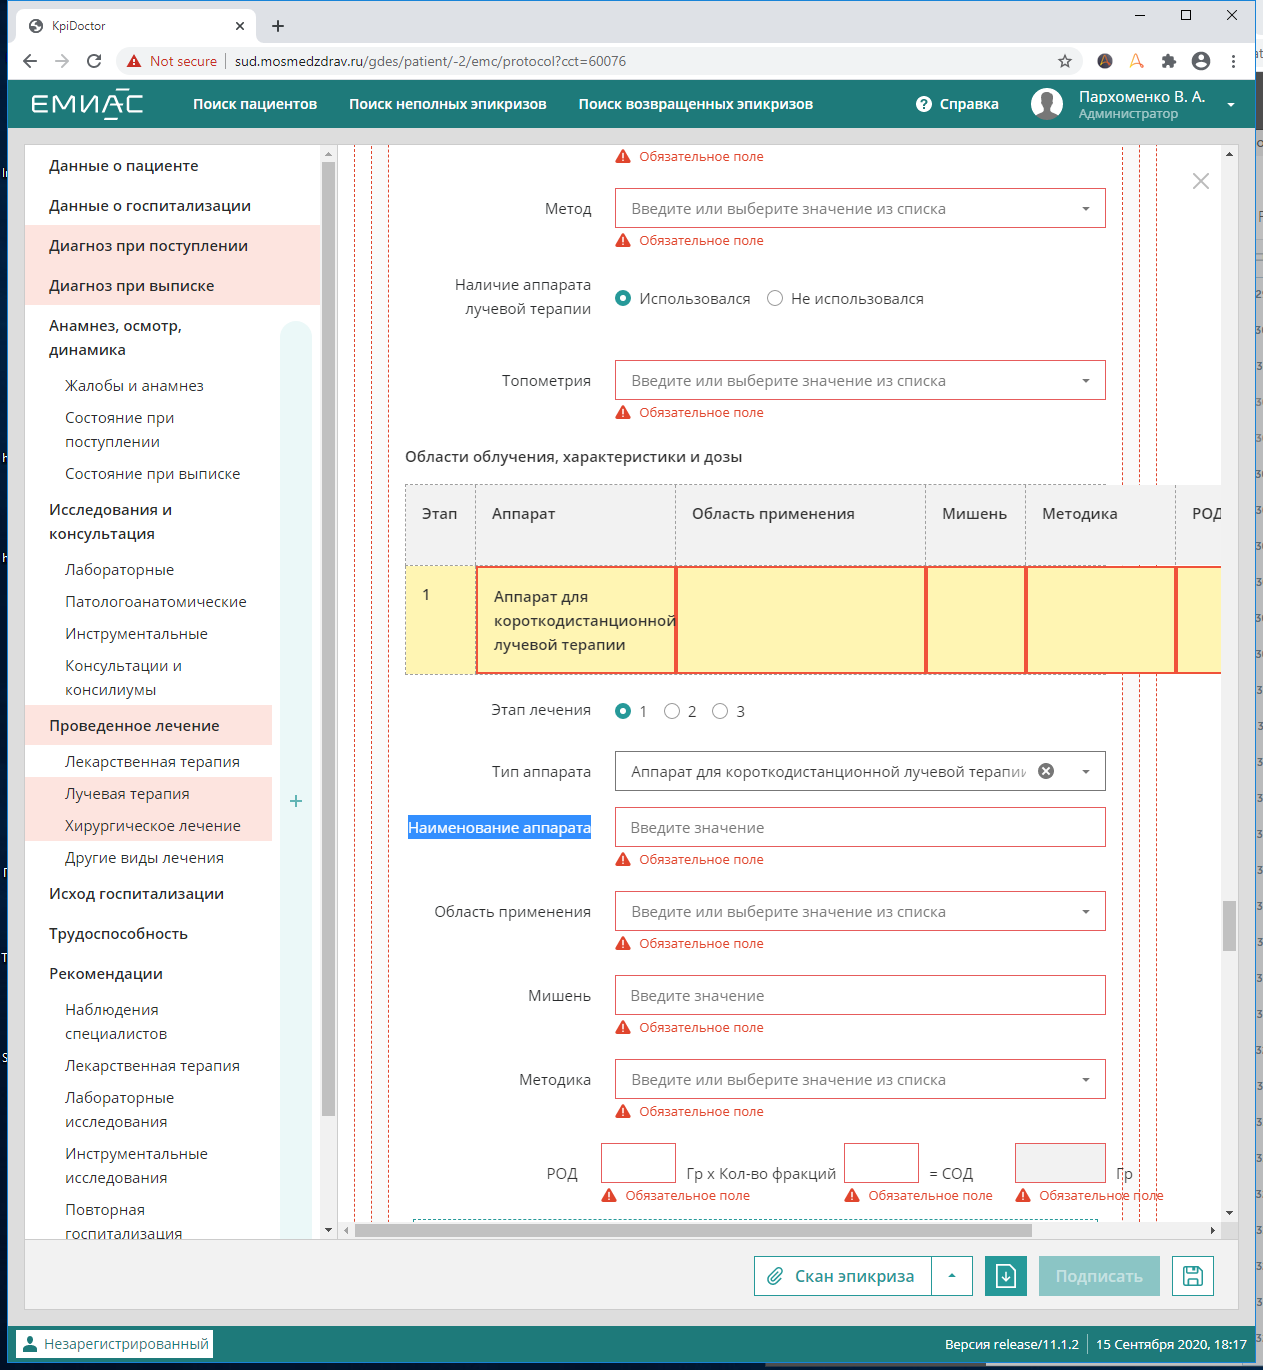 KpiDoctor
Not secure
sud.mosmedzdrav.ru/gdes/patient/-2/emc/protocol?cct=60076
ЕМИАС
Поиск пациентов
Поиск неполных эпикризов
Поиск возвращенных эпикризов
Справка
Пархоменко В. А.
Администратор
Данные о пациенте
Данные о госпитализации
Диагноз при поступлении
Диагноз при выписке
Анамнез, осмотр,
динамика
Жалобы и анамнез
Состояние при
поступлении
Состояние при выписке
Исследования и
консультация
Лабораторные
Патологоанатомические
Инструментальные
Консультации и
консилиумы
Проведенное лечение
Лекарственная терапия
Лучевая терапия
Хирургическое лечение
Другие виды лечения
Исход госпитализации
Трудоспособность
Рекомендации
Наблюдения
специалистов
Лекарственная терапия
Лабораторные
исследования
Инструментальные
исследования
Повторная
госпитализация
Обязательное поле
Метод
Введите или выберите значение из списка
Обязательное поле
Наличие аппарата
лучевой терапии
Использовался
Не использовался
Топометрия
Введите или выберите значение из списка
Обязательное поле
Области облучения, характеристики и дозы
Этап Аппарат Область применения Мишень Методика РОД
1 Аппарат для
короткодистанционной
лучевой терапии
Этап лечения 1 2 3
Тип аппарата
Аппарат для короткодистанционной лучевой терапии
Наименование аппарата
Введите значение
Обязательное поле
Область применения
Введите или выберите значение из списка
Обязательное поле
Мишень
Введите значение
Обязательное поле
Методика
Введите или выберите значение из списка
Обязательное поле
РОД Гр x Кол-во фракций = СОД Гр
Обязательное поле Обязательное поле Обязательное поле
Скан эпикриза
Подписать
Незарегистрированный
Версия release/11.1.2
15 Сентября 2020, 18:17